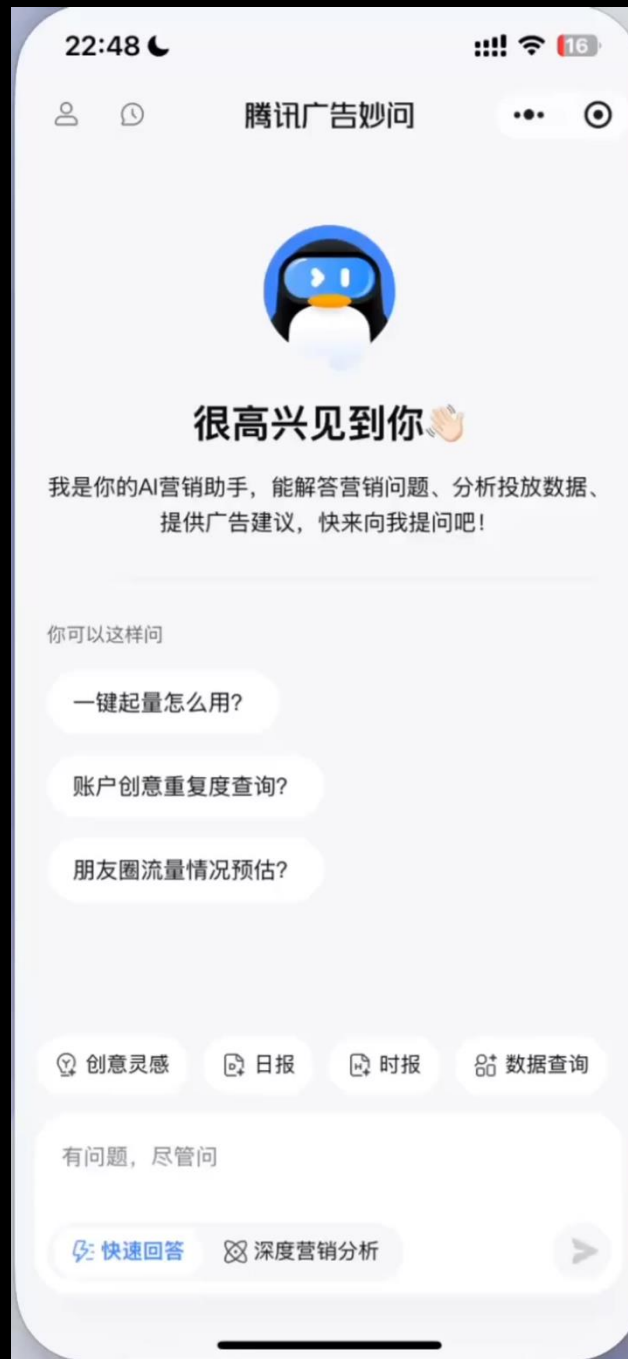 22:48
16
腾讯广告妙问
很高兴见到你👋🏻
我是你的AI营销助手，能解答营销问题、分析投放数据、
提供广告建议，快来向我提问吧！
你可以这样问
一键起量怎么用？
账户创意重复度查询？
朋友圈流量情况预估？
创意灵感 日报 时报 数据查询
有问题，尽管问
快速回答 深度营销分析